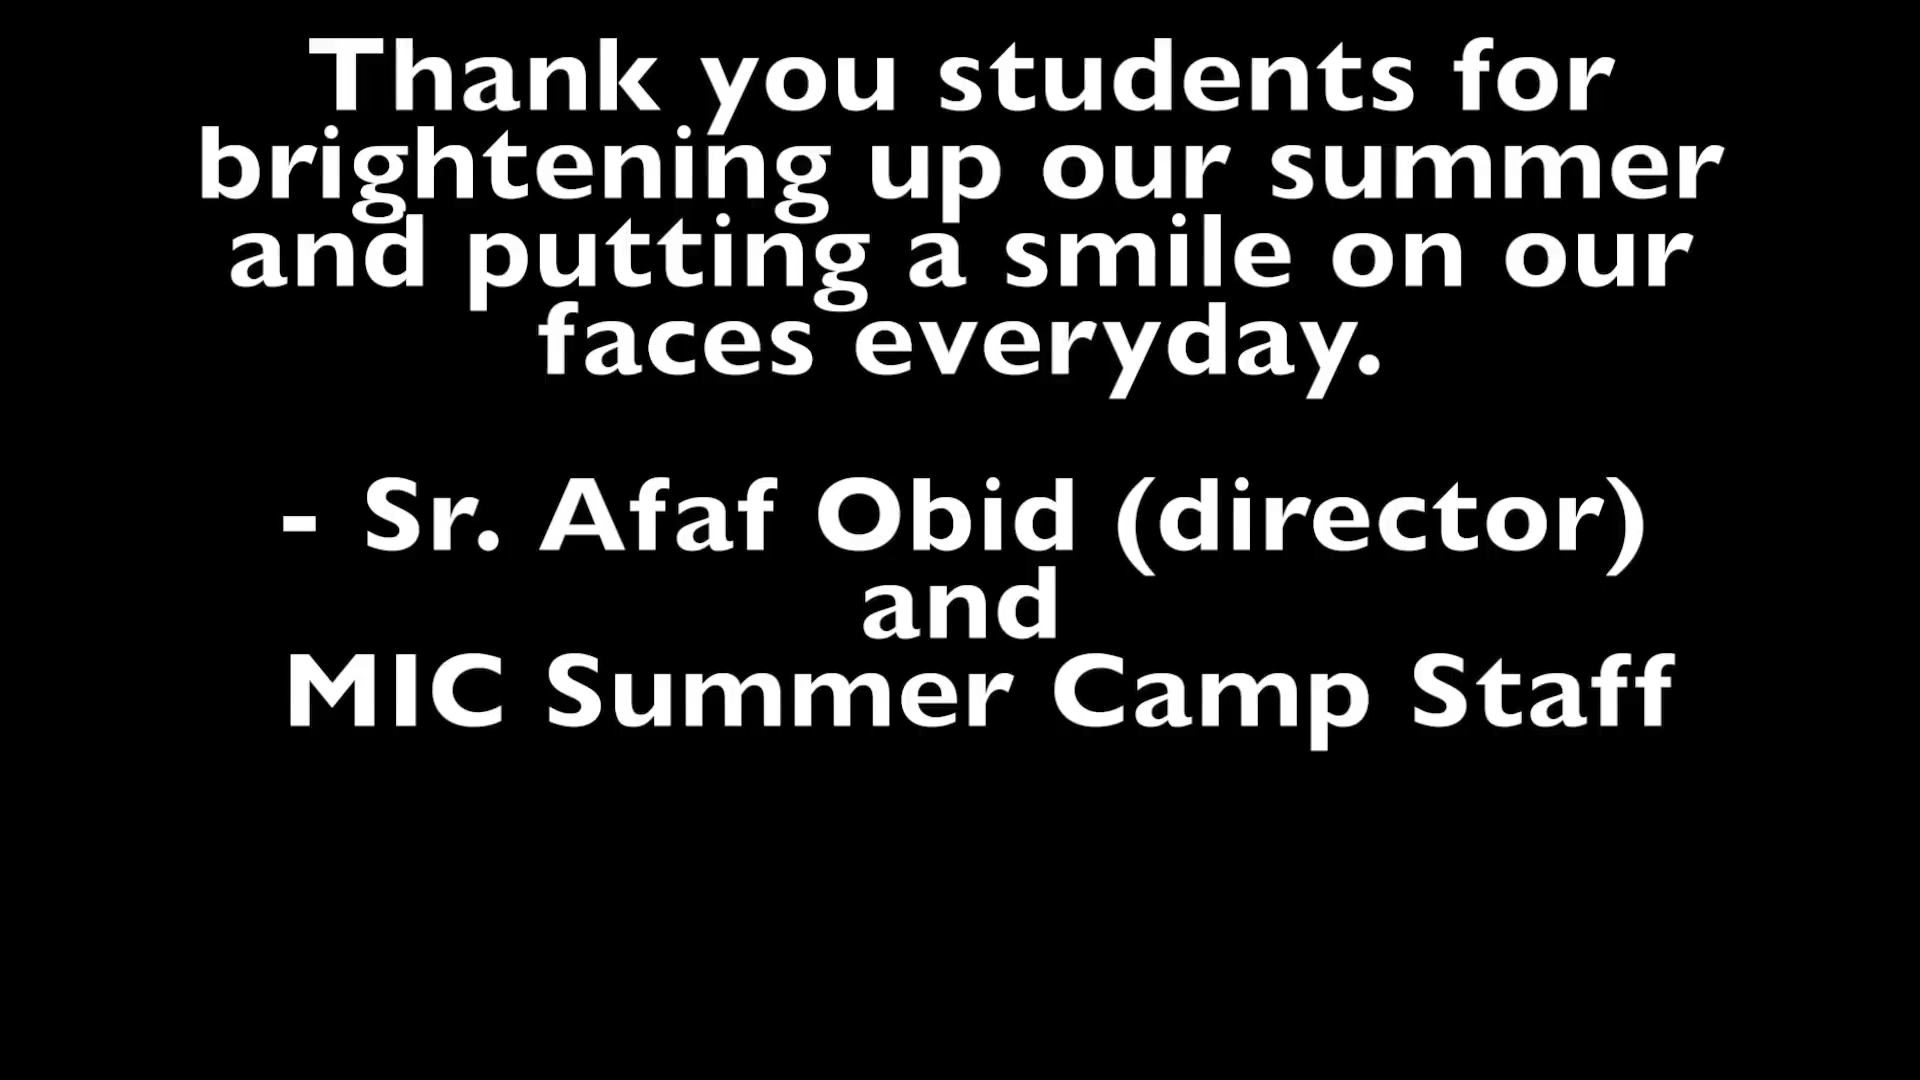 Thank you students for
brightening up our summer
and putting a smile on our
faces everyday.
- Sr. Afaf Obid (director)
and
MIC Summer Camp Staff